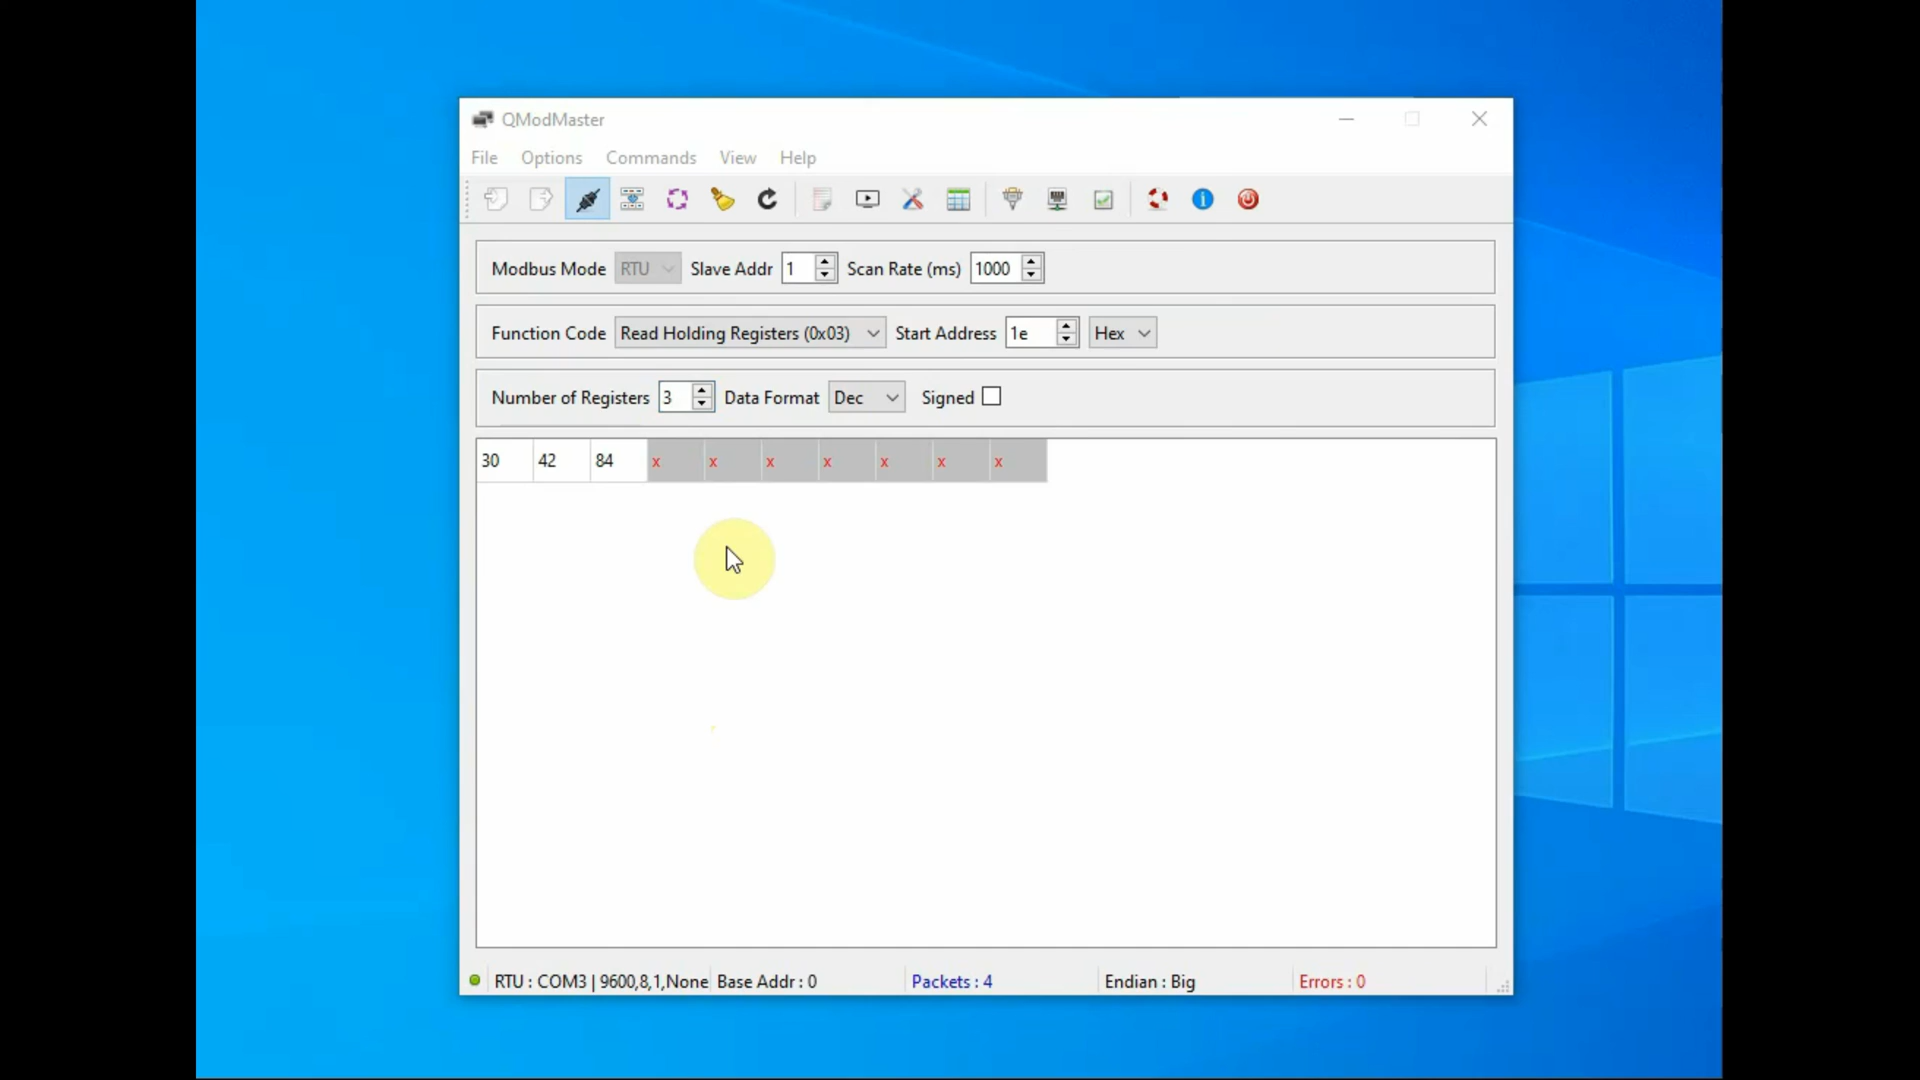 QModMaster
File Options Commands View Help
Modbus Mode RTU Slave Addr 1 Scan Rate (ms) 1000
Function Code Read Holding Registers (0x03) Start Address 1e Hex
Number of Registers 3 Data Format Dec Signed
30 42 84 x x x x x x x
RTU : COM3 | 9600,8,1,None Base Addr : 0 Packets : 4 Endian : Big Errors : 0